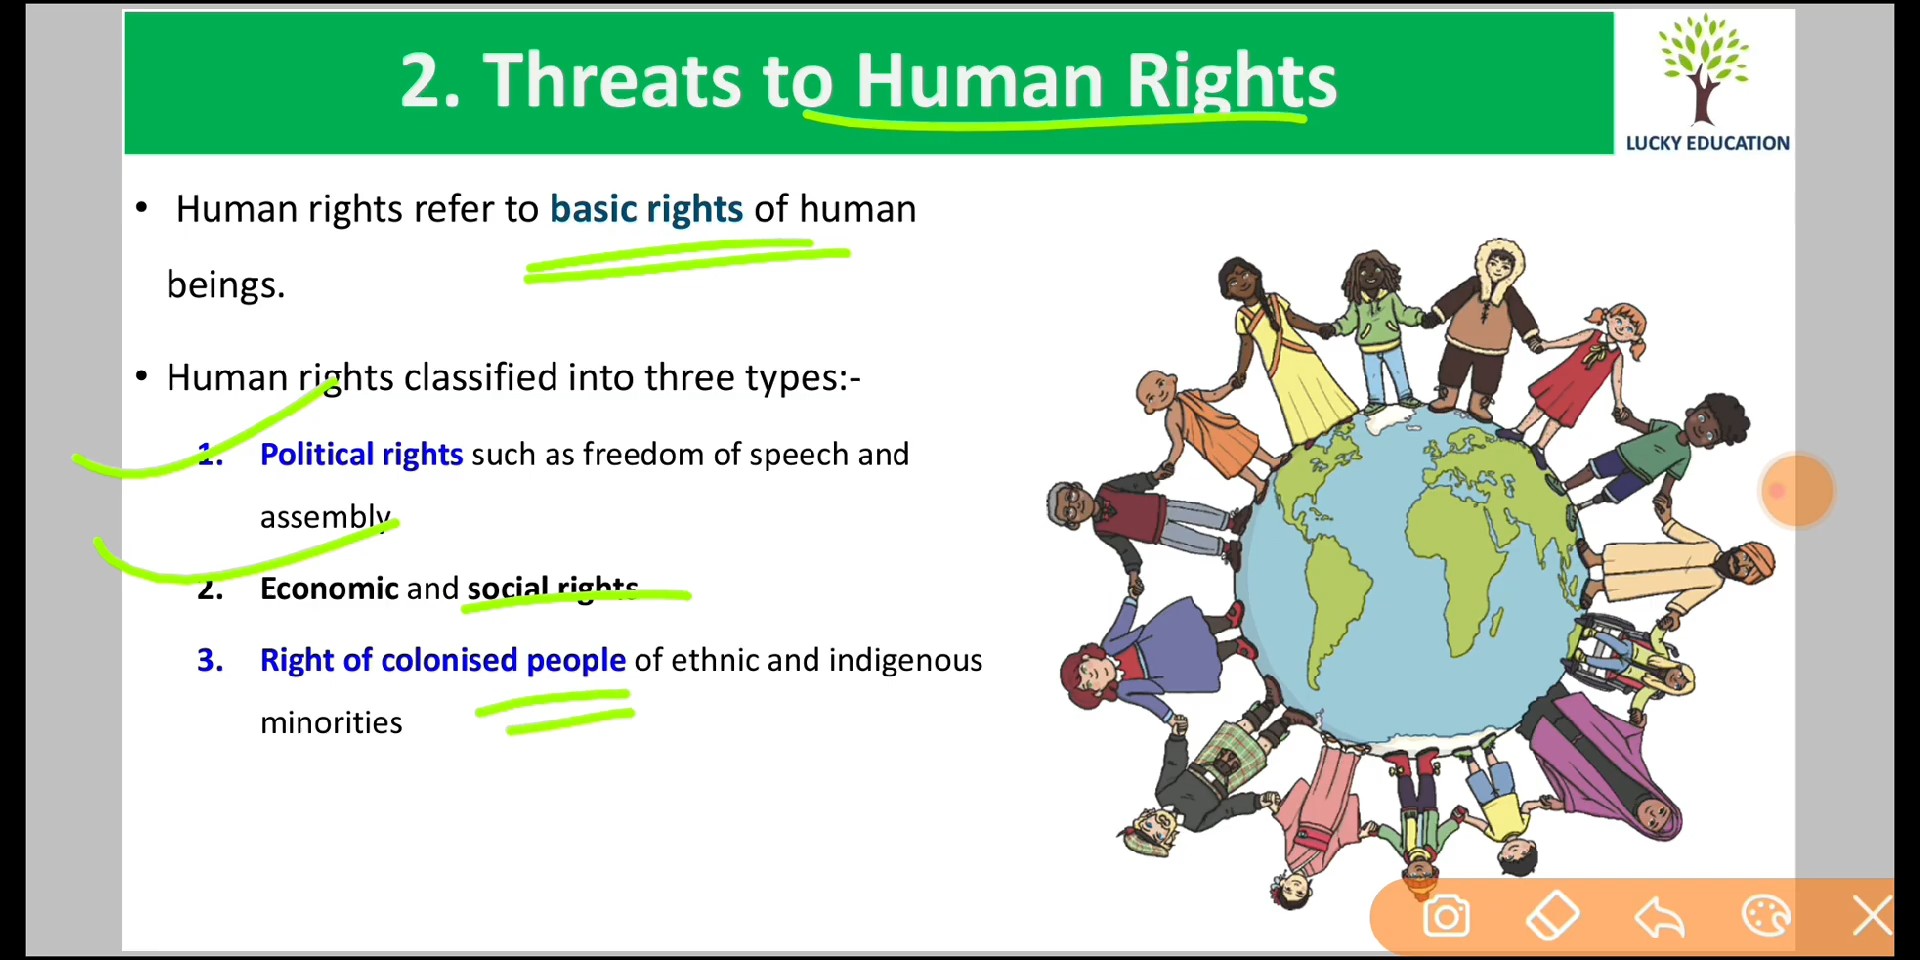 2. Threats to Human Rights
LUCKY EDUCATION
• Human rights refer to basic rights of human
beings.
• Human rights classified into three types:-
1. Political rights such as freedom of speech and
assembly
2. Economic and social rights
3. Right of colonised people of ethnic and indigenous
minorities